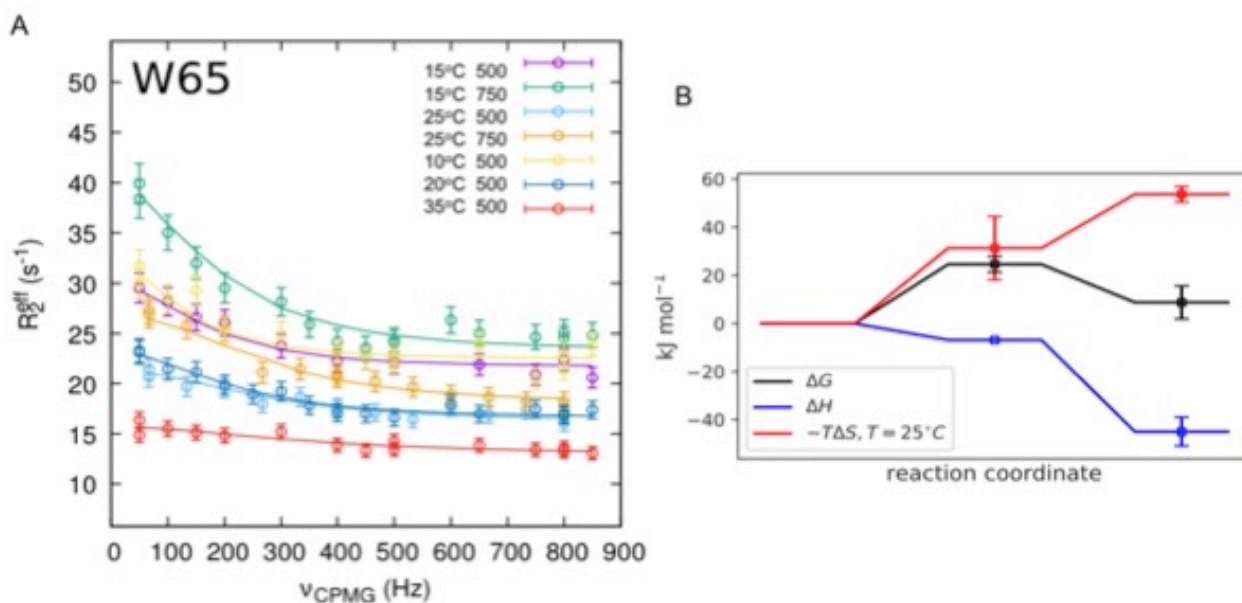 A
W65
15°C 500
15°C 750
25°C 500
25°C 750
10°C 500
20°C 500
35°C 500
50
45
40
35
30
25
20
15
10
R₂eff (s⁻¹)
0 100 200 300 400 500 600 700 800 900
νCPMG (Hz)
B
60
40
20
0
−20
−40
kJ mol⁻¹
ΔG
ΔH
−TΔS, T = 25°C
reaction coordinate